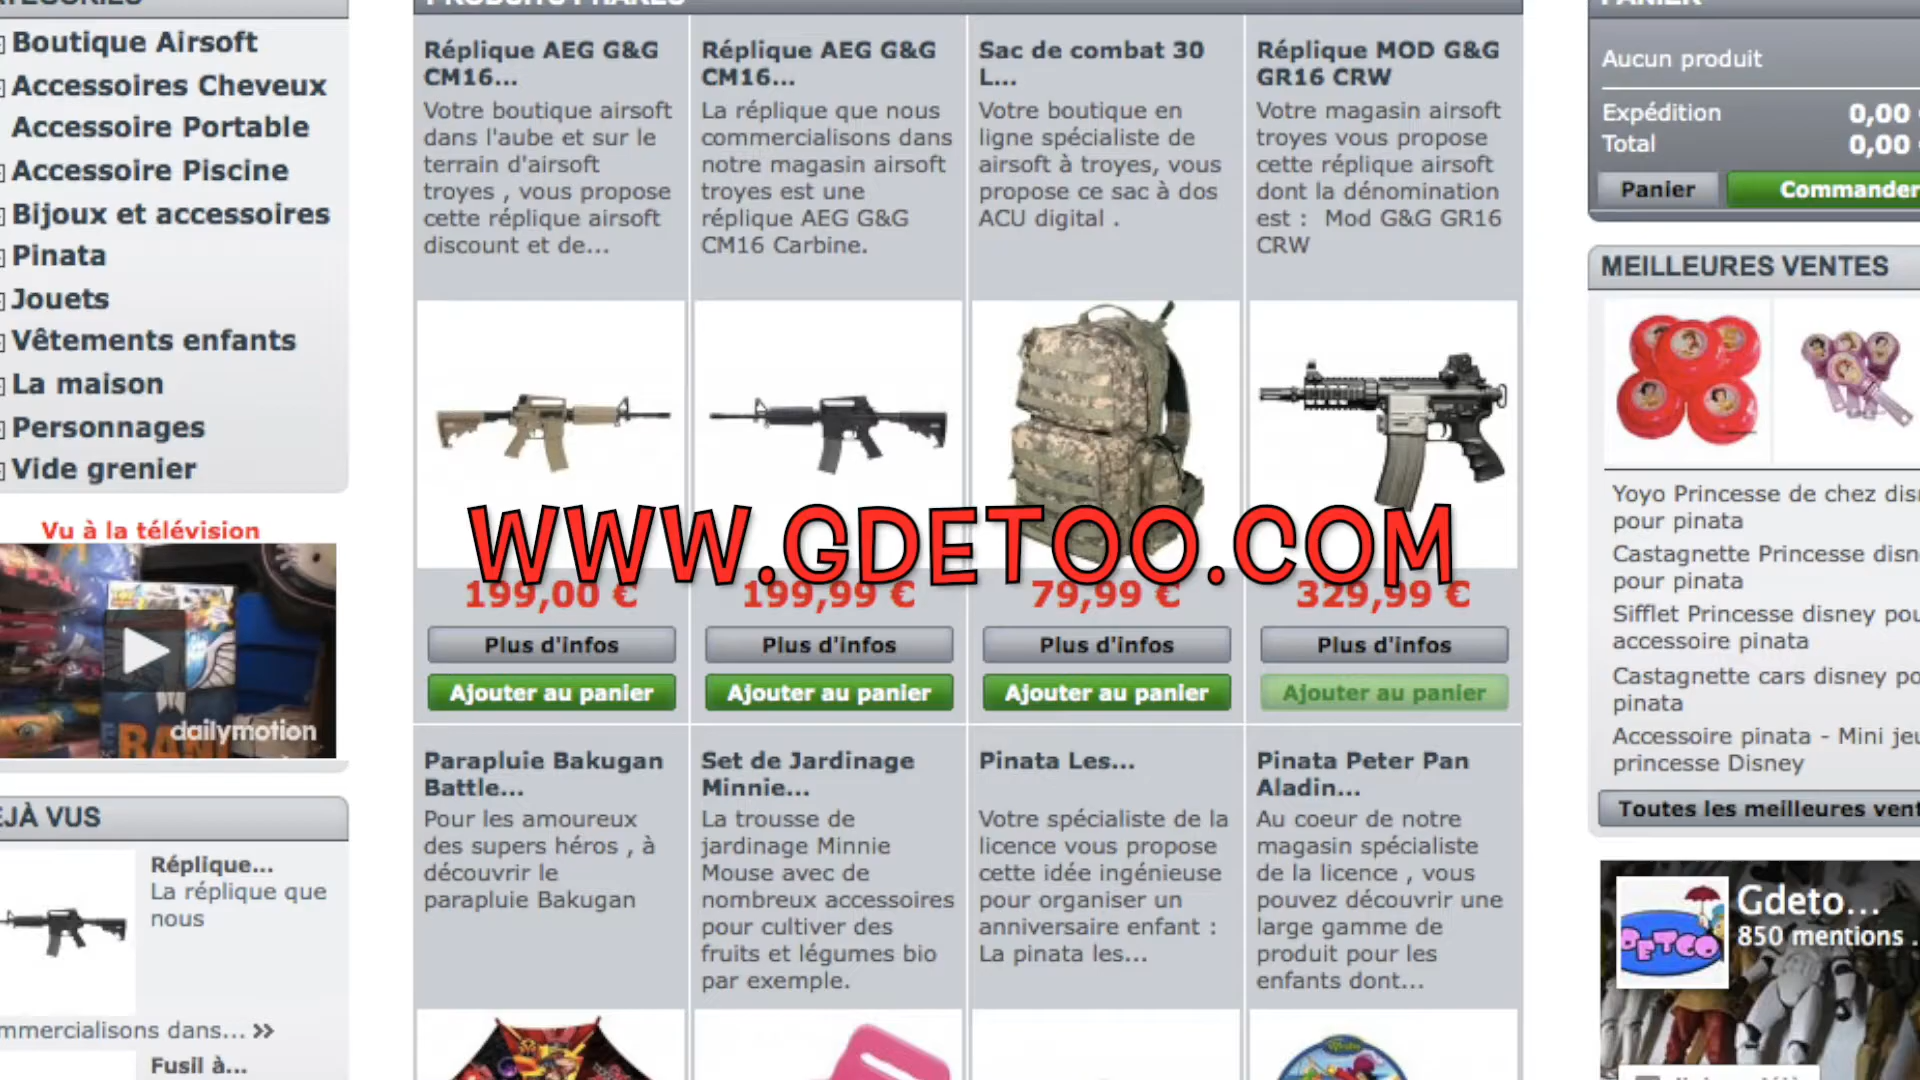 Boutique Airsoft
Accessoires Cheveux
Accessoire Portable
Accessoire Piscine
Bijoux et accessoires
Pinata
Jouets
Vêtements enfants
La maison
Personnages
Vide grenier
Vu à la télévision
dailymotion
JÀ VUS
Réplique...
La réplique que
nous
mmercialisons dans... »
Fusil à...
Réplique AEG G&G
CM16...
Votre boutique airsoft
dans l'aube et sur le
terrain d'airsoft
troyes , vous propose
cette réplique airsoft
discount et de...
199,00 €
Plus d'infos
Ajouter au panier
Réplique AEG G&G
CM16...
La réplique que nous
commercialisons dans
notre magasin airsoft
troyes est une
réplique AEG G&G
CM16 Carbine.
199,99 €
Plus d'infos
Ajouter au panier
Sac de combat 30
L...
Votre boutique en
ligne spécialiste de
airsoft à troyes, vous
propose ce sac à dos
ACU digital .
79,99 €
Plus d'infos
Ajouter au panier
Réplique MOD G&G
GR16 CRW
Votre magasin airsoft
troyes vous propose
cette réplique airsoft
dont la dénomination
est : Mod G&G GR16
CRW
329,99 €
Plus d'infos
Ajouter au panier
WWW.GDETOO.COM
Parapluie Bakugan
Battle...
Pour les amoureux
des supers héros , à
découvrir le
parapluie Bakugan
Set de Jardinage
Minnie...
La trousse de
jardinage Minnie
Mouse avec de
nombreux accessoires
pour cultiver des
fruits et légumes bio
par exemple.
Pinata Les...
Votre spécialiste de la
licence vous propose
cette idée ingénieuse
pour organiser un
anniversaire enfant :
La pinata les...
Pinata Peter Pan
Aladin...
Au coeur de notre
magasin spécialiste
de la licence , vous
pouvez découvrir une
large gamme de
produit pour les
enfants dont...
Aucun produit
Expédition 0,00
Total 0,00
Panier
Commander
MEILLEURES VENTES
Yoyo Princesse de chez disn
pour pinata
Castagnette Princesse disn
pour pinata
Sifflet Princesse disney pou
accessoire pinata
Castagnette cars disney po
pinata
Accessoire pinata - Mini jeu
princesse Disney
Toutes les meilleures vent
Gdeto...
850 mentions